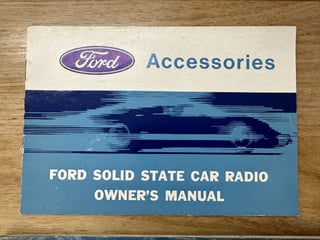 Ford Accessories
FORD SOLID STATE CAR RADIO
OWNER'S MANUAL